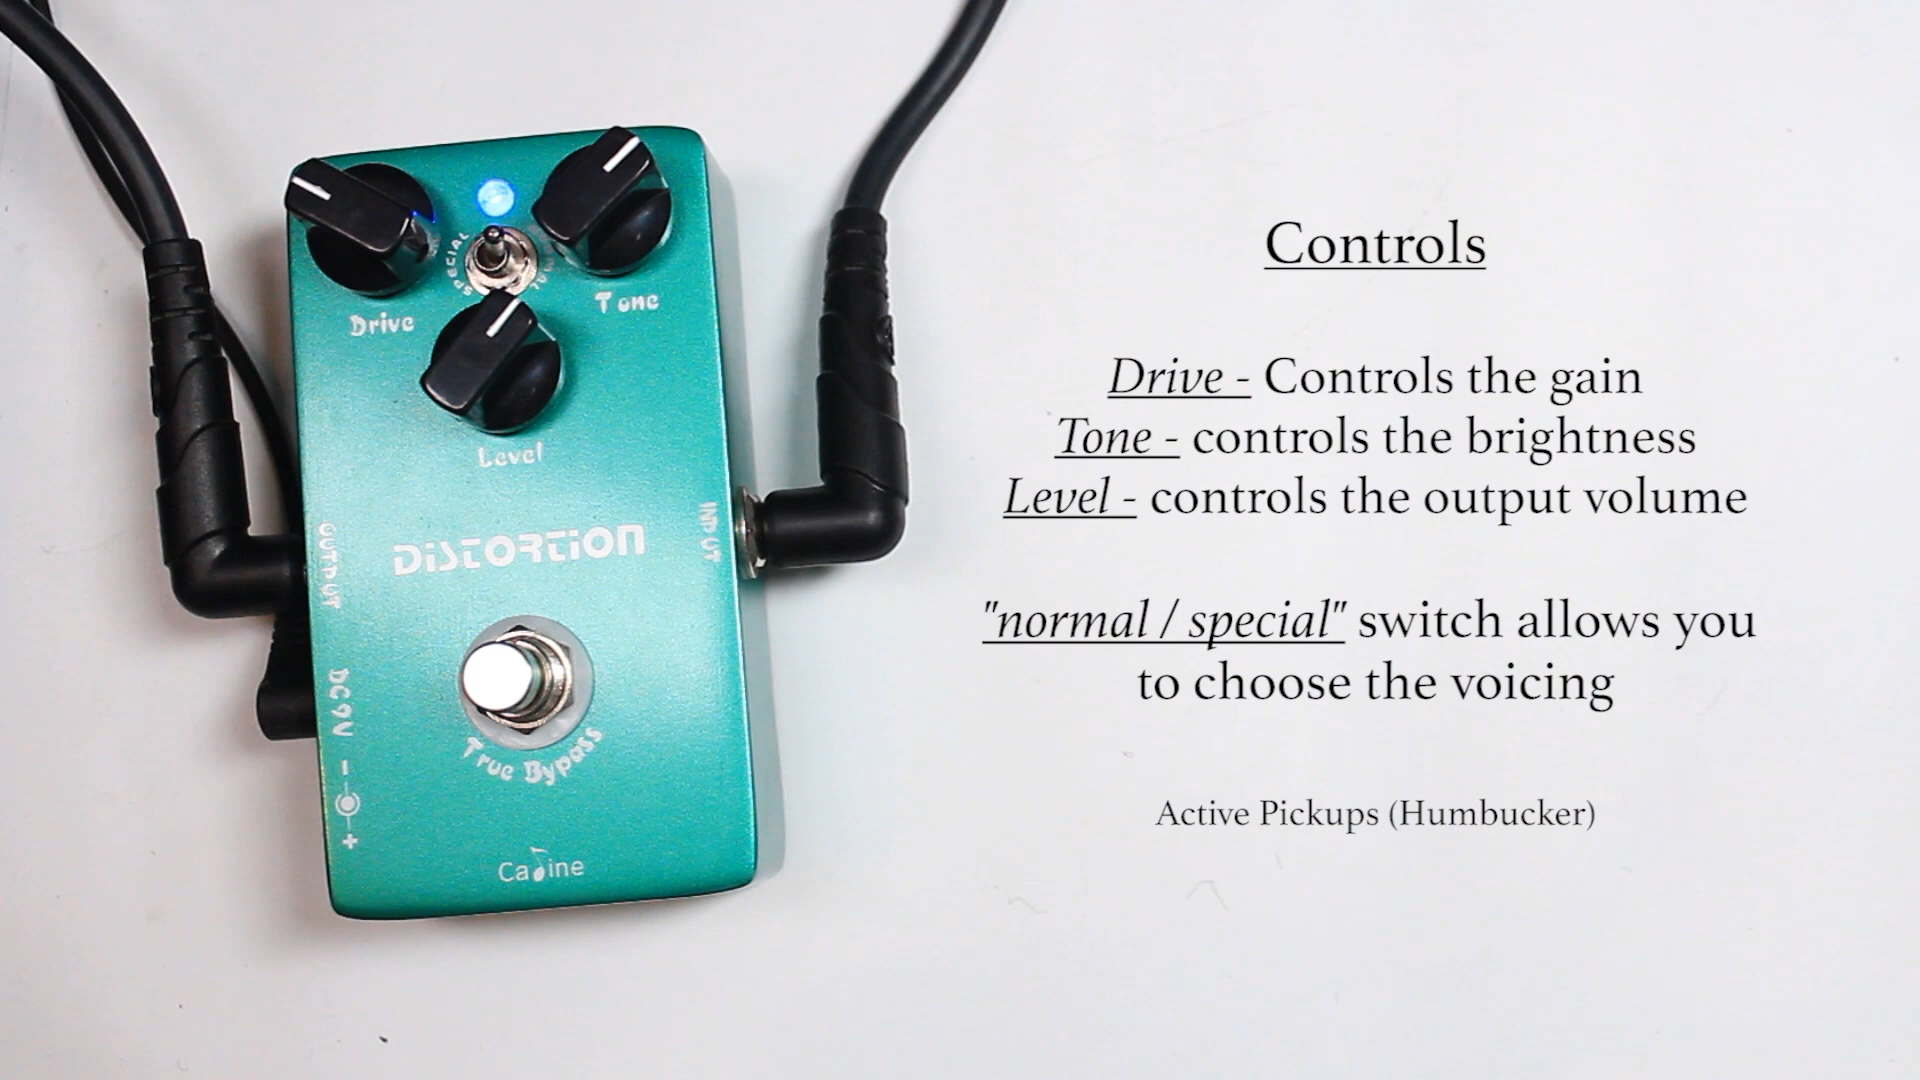 SPECIAL
Drive
Tone
Level
OUTPUT
INPUT
DISTORTION
DC9V
- +
True Bypass
Caline
Controls
Drive - Controls the gain
Tone - controls the brightness
Level - controls the output volume
"normal / special" switch allows you
to choose the voicing
Active Pickups (Humbucker)